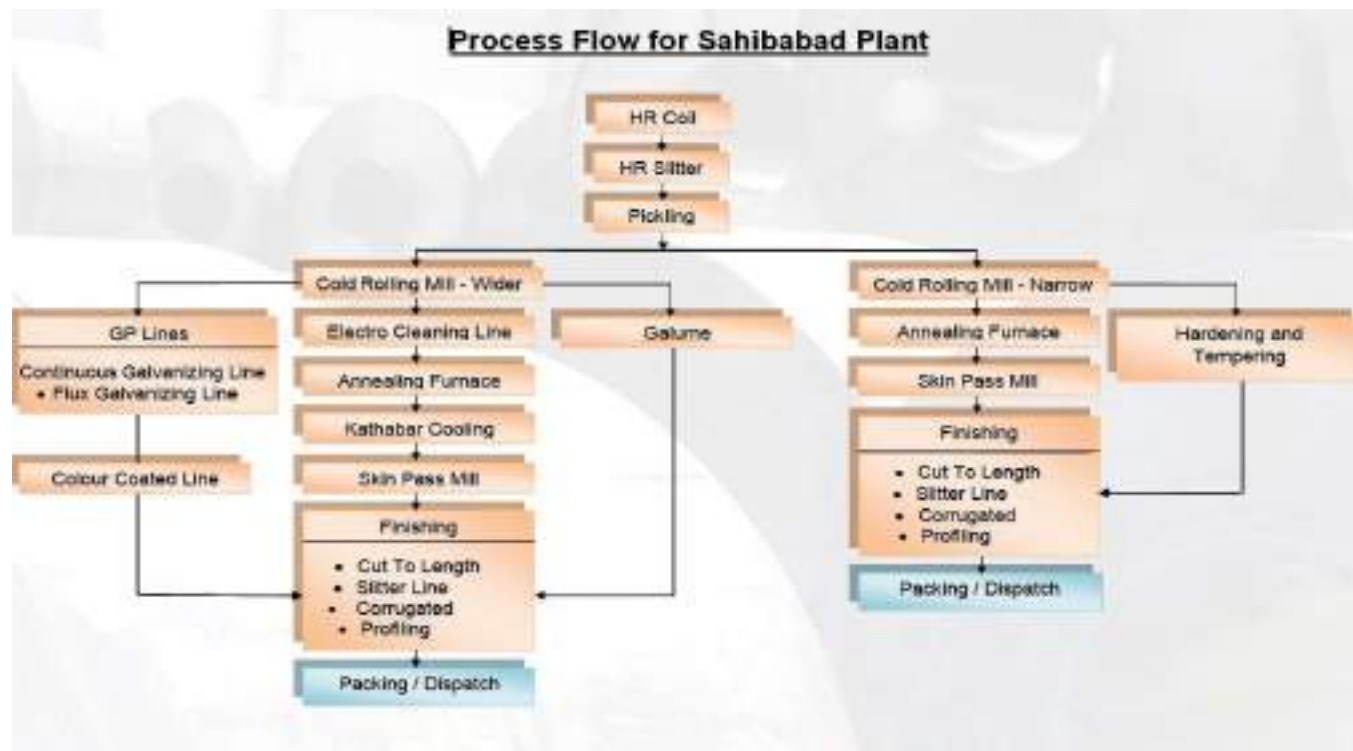 Process Flow for Sahibabad Plant
HR Coil
HR Slitter
Pickling
Cold Rolling Mill - Wider
GP Lines
Continuous Galvanizing Line
• Flux Galvanizing Line
Colour Coated Line
Electro Cleaning Line
Annealing Furnace
Kathabar Cooling
Skin Pass Mill
Galume
Finishing
• Cut To Length
• Slitter Line
• Corrugated
• Profiling
Packing / Dispatch
Cold Rolling Mill - Narrow
Annealing Furnace
Skin Pass Mill
Hardening and
Tempering
Finishing
• Cut To Length
• Slitter Line
• Corrugated
• Profiling
Packing / Dispatch